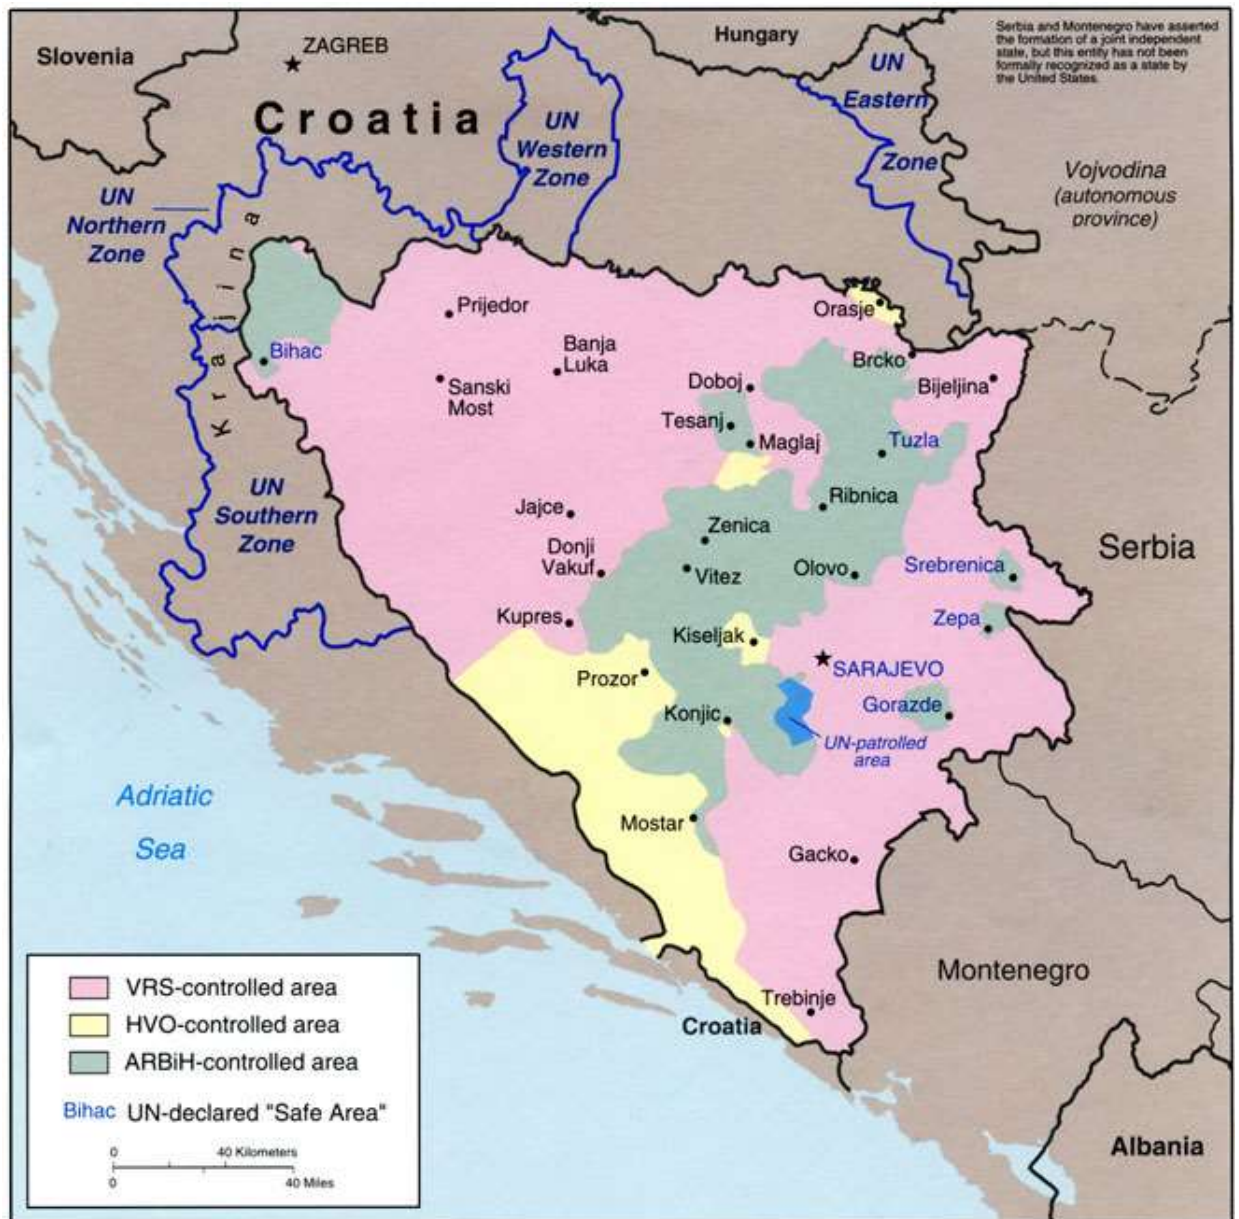 Slovenia
ZAGREB
Hungary
Serbia and Montenegro have asserted
the formation of a joint independent
state, but this entity has not been
formally recognized as a state by
the United States.
Croatia
UN
Western
Zone
UN
Eastern
Zone
Vojvodina
(autonomous
province)
UN
Northern
Zone
Krajina
Orasje
Prijedor
Bihac
Banja
Luka
Brcko
Sanski
Most
Doboj
Bijeljina
Tesanj
Maglaj
Tuzla
UN
Southern
Zone
Jajce
Ribnica
Zenica
Serbia
Donji
Vakuf
Vitez
Olovo
Srebrenica
Kupres
Kiseljak
Zepa
Prozor
SARAJEVO
Konjic
Gorazde
UN-patrolled
area
Adriatic
Sea
Mostar
Gacko
Montenegro
Trebinje
Croatia
Albania
VRS-controlled area
HVO-controlled area
ARBiH-controlled area
Bihac UN-declared "Safe Area"
0 40 Kilometers
0 40 Miles